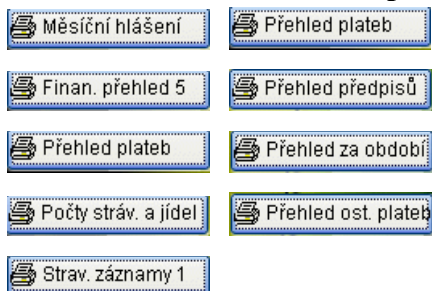 Měsíční hlášení
Přehled plateb
Finan. přehled 5
Přehled předpisů
Přehled plateb
Přehled za období
Počty stráv. a jídel
Přehled ost. plateb
Strav. záznamy 1